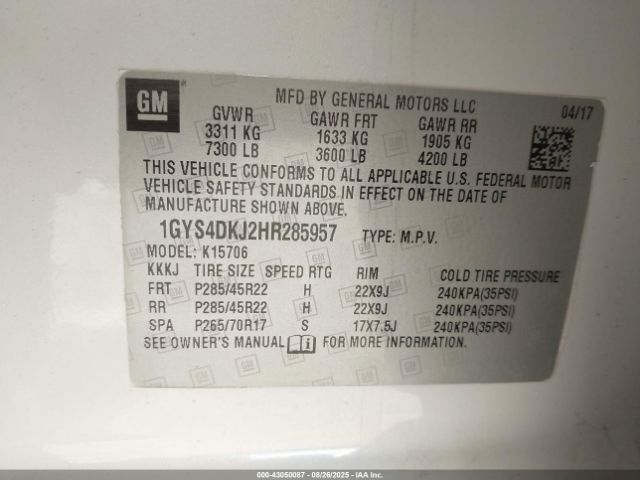 GM
MFD BY GENERAL MOTORS LLC
04/17
GVWR GAWR FRT GAWR RR
3311 KG 1633 KG 1905 KG
7300 LB 3600 LB 4200 LB
THIS VEHICLE CONFORMS TO ALL APPLICABLE U.S. FEDERAL MOTOR
VEHICLE SAFETY STANDARDS IN EFFECT ON THE DATE OF
MANUFACTURE SHOWN ABOVE.
1GYS4DKJ2HR285957 TYPE: M.P.V.
MODEL: K15706
KKKJ TIRE SIZE SPEED RTG RIM COLD TIRE PRESSURE
FRT P285/45R22 H 22X9J 240KPA(35PSI)
RR P285/45R22 H 22X9J 240KPA(35PSI)
SPA P265/70R17 S 17X7.5J 240KPA(35PSI)
SEE OWNER'S MANUAL FOR MORE INFORMATION.
000-43050087 - 08/26/2025 - IAA, Inc.